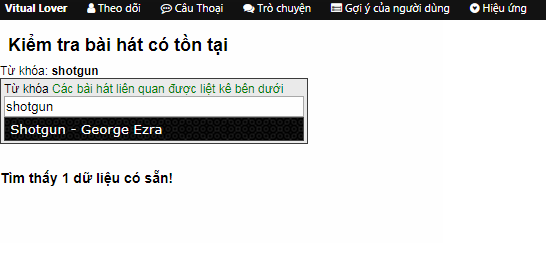 Vitual Lover Theo dõi Câu Thoại Trò chuyện Gợi ý của người dùng Hiệu ứng
Kiểm tra bài hát có tồn tại
Từ khóa: shotgun
Từ khóa Các bài hát liên quan được liệt kê bên dưới
shotgun
Shotgun - George Ezra
Tìm thấy 1 dữ liệu có sẵn!